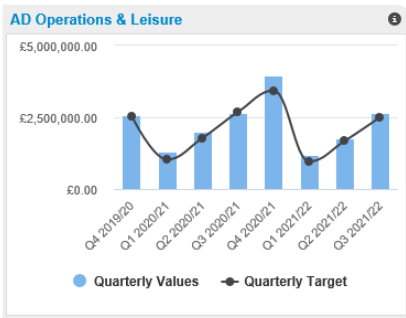 AD Operations & Leisure
£5,000,000.00
£2,500,000.00
£0.00
Q4 2019/20
Q1 2020/21
Q2 2020/21
Q3 2020/21
Q4 2020/21
Q1 2021/22
Q2 2021/22
Q3 2021/22
Quarterly Values
Quarterly Target